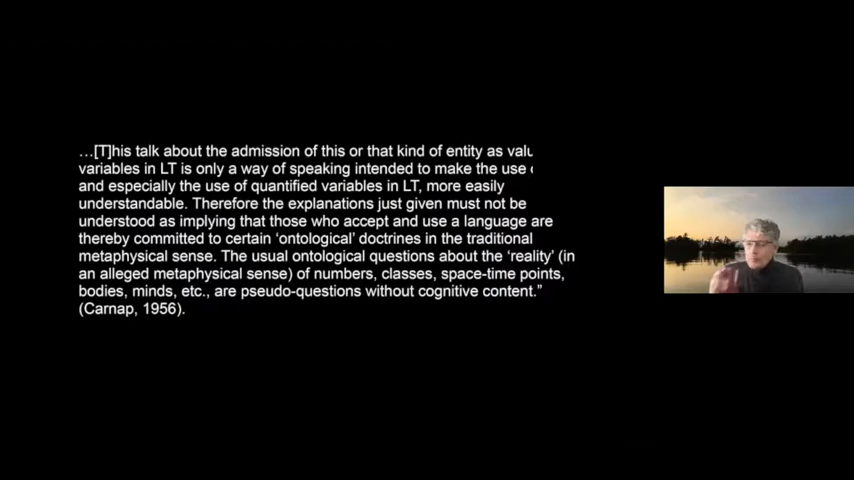 …[T]his talk about the admission of this or that kind of entity as
variables in LT is only a way of speaking intended to make the use
and especially the use of quantified variables in LT, more easily
understandable. Therefore the explanations just given must not be
understood as implying that those who accept and use a language are
thereby committed to certain ‘ontological’ doctrines in the traditional
metaphysical sense. The usual ontological questions about the ‘reality’ (in
an alleged metaphysical sense) of numbers, classes, space-time points,
bodies, minds, etc., are pseudo-questions without cognitive content.”
(Carnap, 1956).